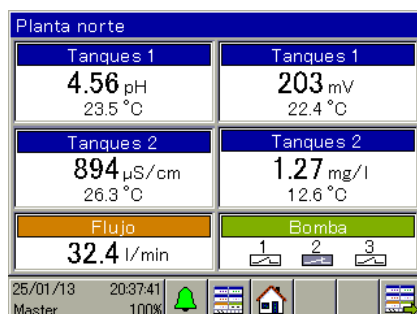 Planta norte
Tanques 1
4.56 pH
23.5 °C
Tanques 1
203 mV
22.4 °C
Tanques 2
894 µS/cm
26.3 °C
Tanques 2
1.27 mg/l
12.6 °C
Flujo
32.4 l/min
Bomba
1 2 3
25/01/13 20:37:41
Master 100%